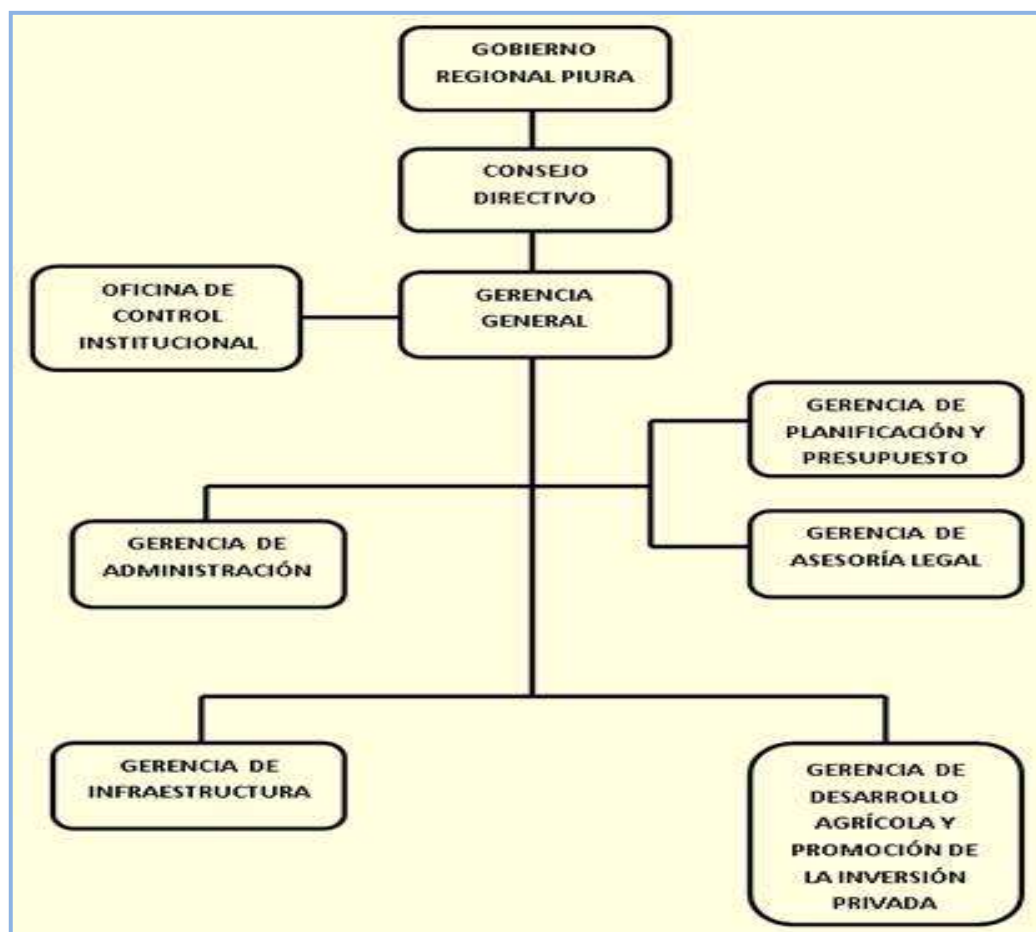 GOBIERNO
REGIONAL PIURA
CONSEJO
DIRECTIVO
OFICINA DE
CONTROL
INSTITUCIONAL
GERENCIA
GENERAL
GERENCIA DE
PLANIFICACIÓN Y
PRESUPUESTO
GERENCIA DE
ADMINISTRACIÓN
GERENCIA DE
ASESORÍA LEGAL
GERENCIA DE
INFRAESTRUCTURA
GERENCIA DE
DESARROLLO
AGRÍCOLA Y
PROMOCIÓN DE
LA INVERSIÓN
PRIVADA